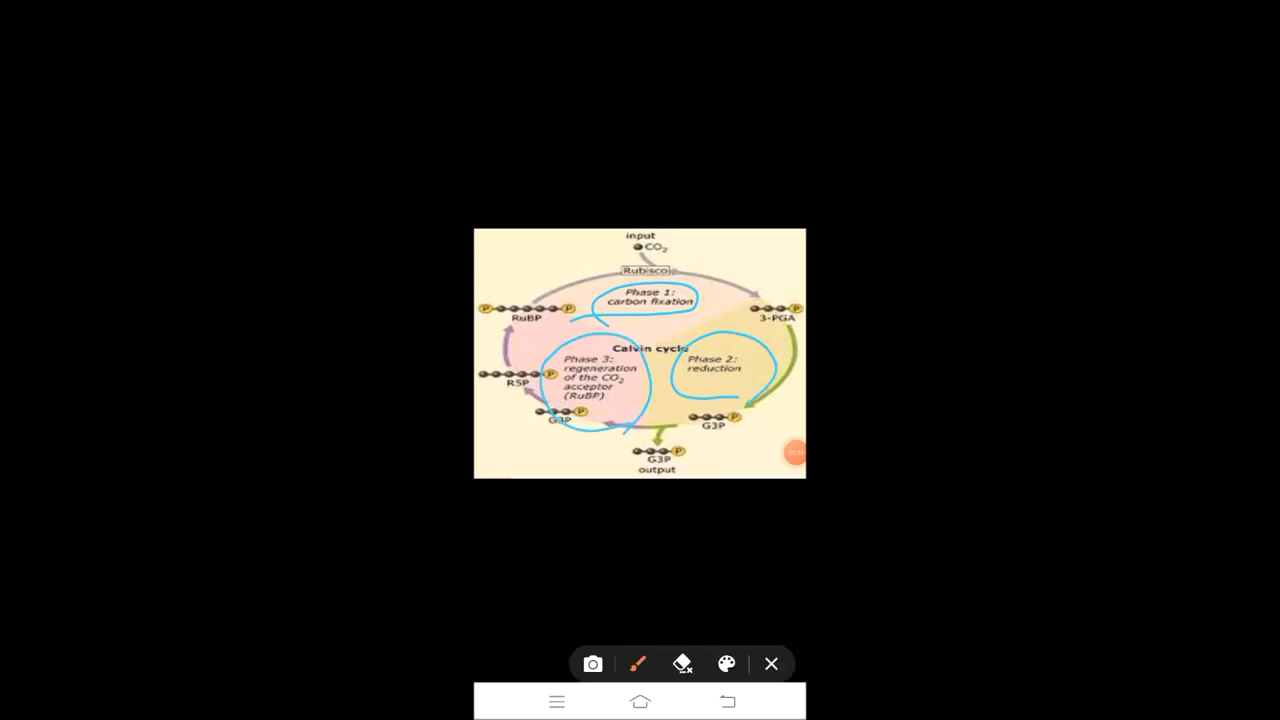 input
CO₂
Rubisco
Phase 1:
carbon fixation
P P
RuBP
P
3-PGA
Calvin cycle
Phase 3:
regeneration
of the CO₂
acceptor
(RuBP)
Phase 2:
reduction
P
R5P
P
G3P
P
G3P
P
G3P
output